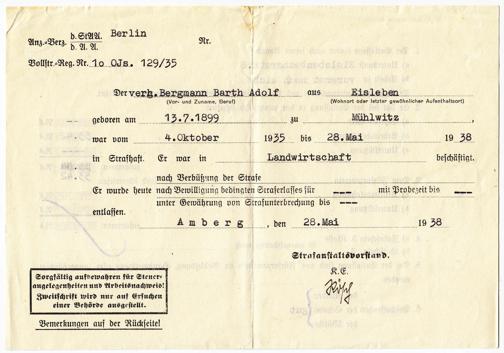 Anz.-Verz. d.StAA. Berlin Nr.
d. A. A.
Vollstr.-Reg. Nr. 10 OJs. 129/35
Der verh. Bergmann Barth Adolf aus Eisleben
(Vor- und Zuname, Beruf) (Wohnort oder letzter gewöhnlicher Aufenthaltsort)
geboren am 13.7.1899 zu Mühlwitz
war vom 4.Oktober 1935 bis 28.Mai 1938
in Strafhaft. Er war in Landwirtschaft beschäftigt.
nach Verbüßung der Strafe
Er wurde heute nach Bewilligung bedingten Straferlasses für --- mit Probezeit bis ---
unter Gewährung von Strafunterbrechung bis ---
entlassen.
Amberg, den 28.Mai 1938
Strafanstaltsvorstand.
Sorgfältig aufbewahren für Steuer-
angelegenheiten und Arbeitsnachweis!
Zweitschrift wird nur auf Ersuchen
einer Behörde ausgestellt.
Bemerkungen auf der Rückseite!